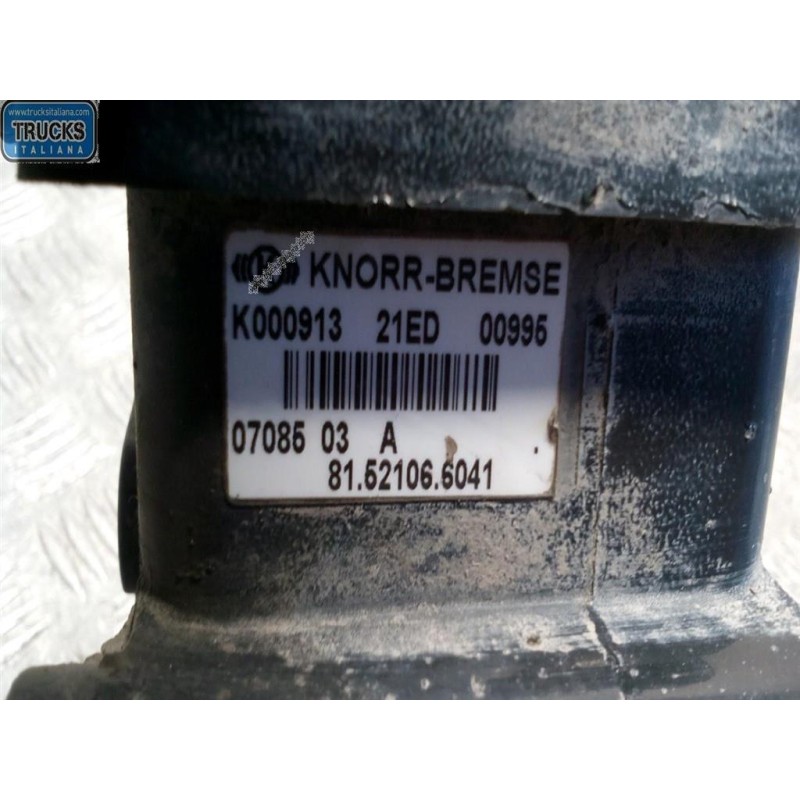 www.trucksitaliana.com
TRUCKS
ITALIANA
KNORR-BREMSE
K000913 21ED 00995
07085 03 A .
81.52106.6041